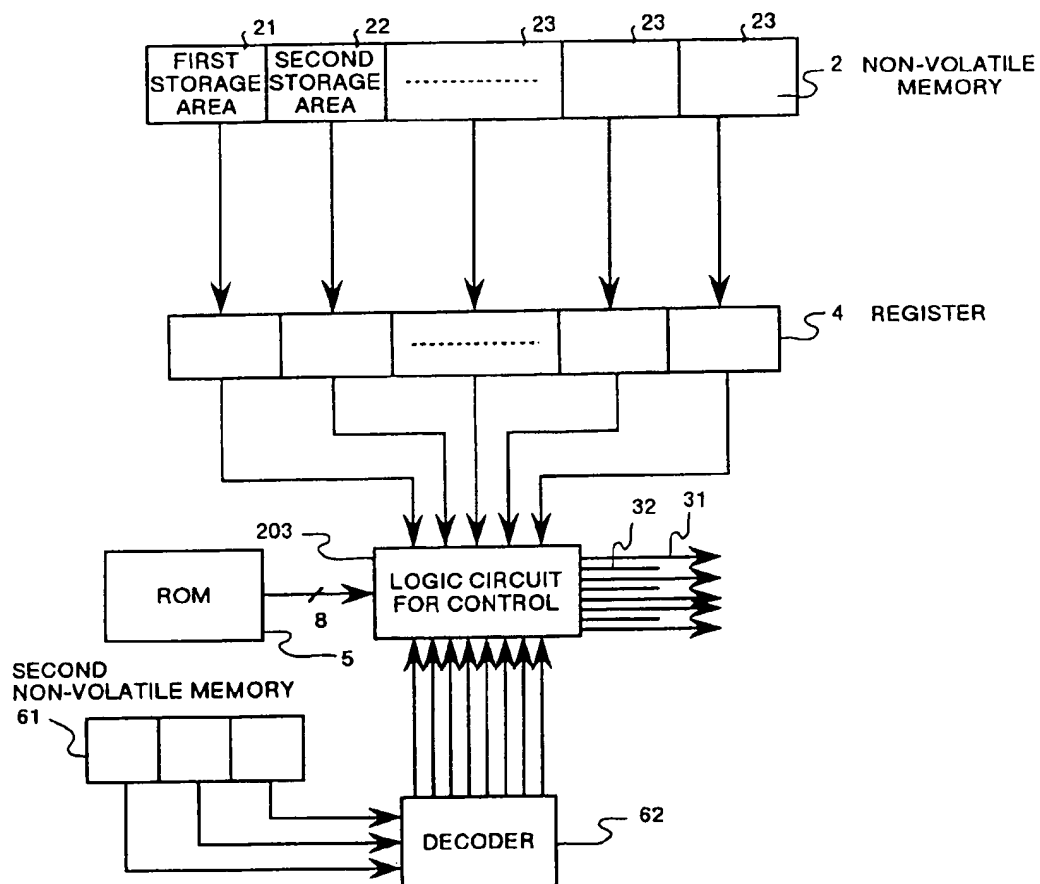 21 22 23 23 23
FIRST
STORAGE
AREA
SECOND
STORAGE
AREA
2 NON-VOLATILE
MEMORY
4 REGISTER
203
32
31
LOGIC CIRCUIT
FOR CONTROL
ROM
8
5
SECOND
NON-VOLATILE MEMORY
61
DECODER
62